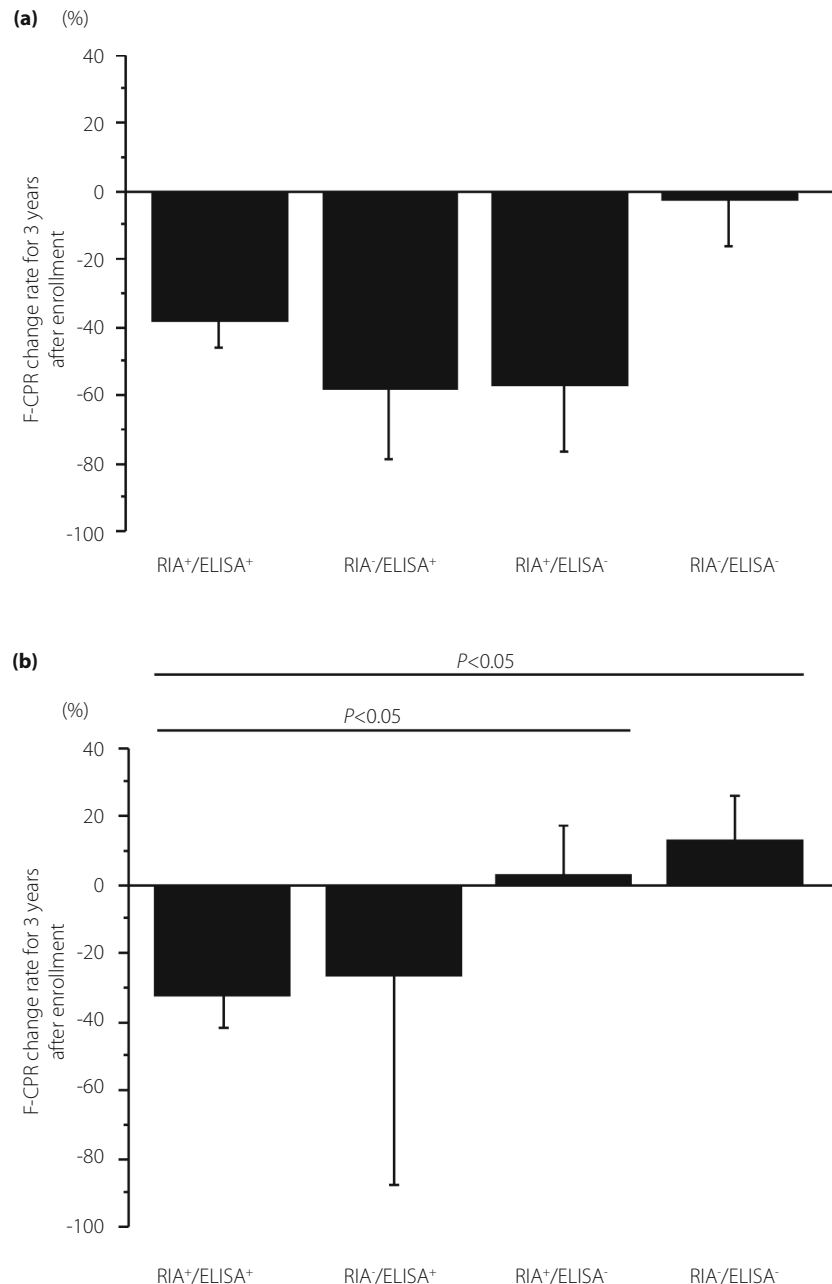 (a) (%)
40
20
0
-20
-40
-60
-80
-100
F-CPR change rate for 3 years
after enrollment
RIA⁺/ELISA⁺ RIA⁻/ELISA⁺ RIA⁺/ELISA⁻ RIA⁻/ELISA⁻
(b)
P<0.05
(%)
P<0.05
40
20
0
-20
-40
-60
-80
-100
F-CPR change rate for 3 years
after enrollment
RIA⁺/ELISA⁺ RIA⁻/ELISA⁺ RIA⁺/ELISA⁻ RIA⁻/ELISA⁻